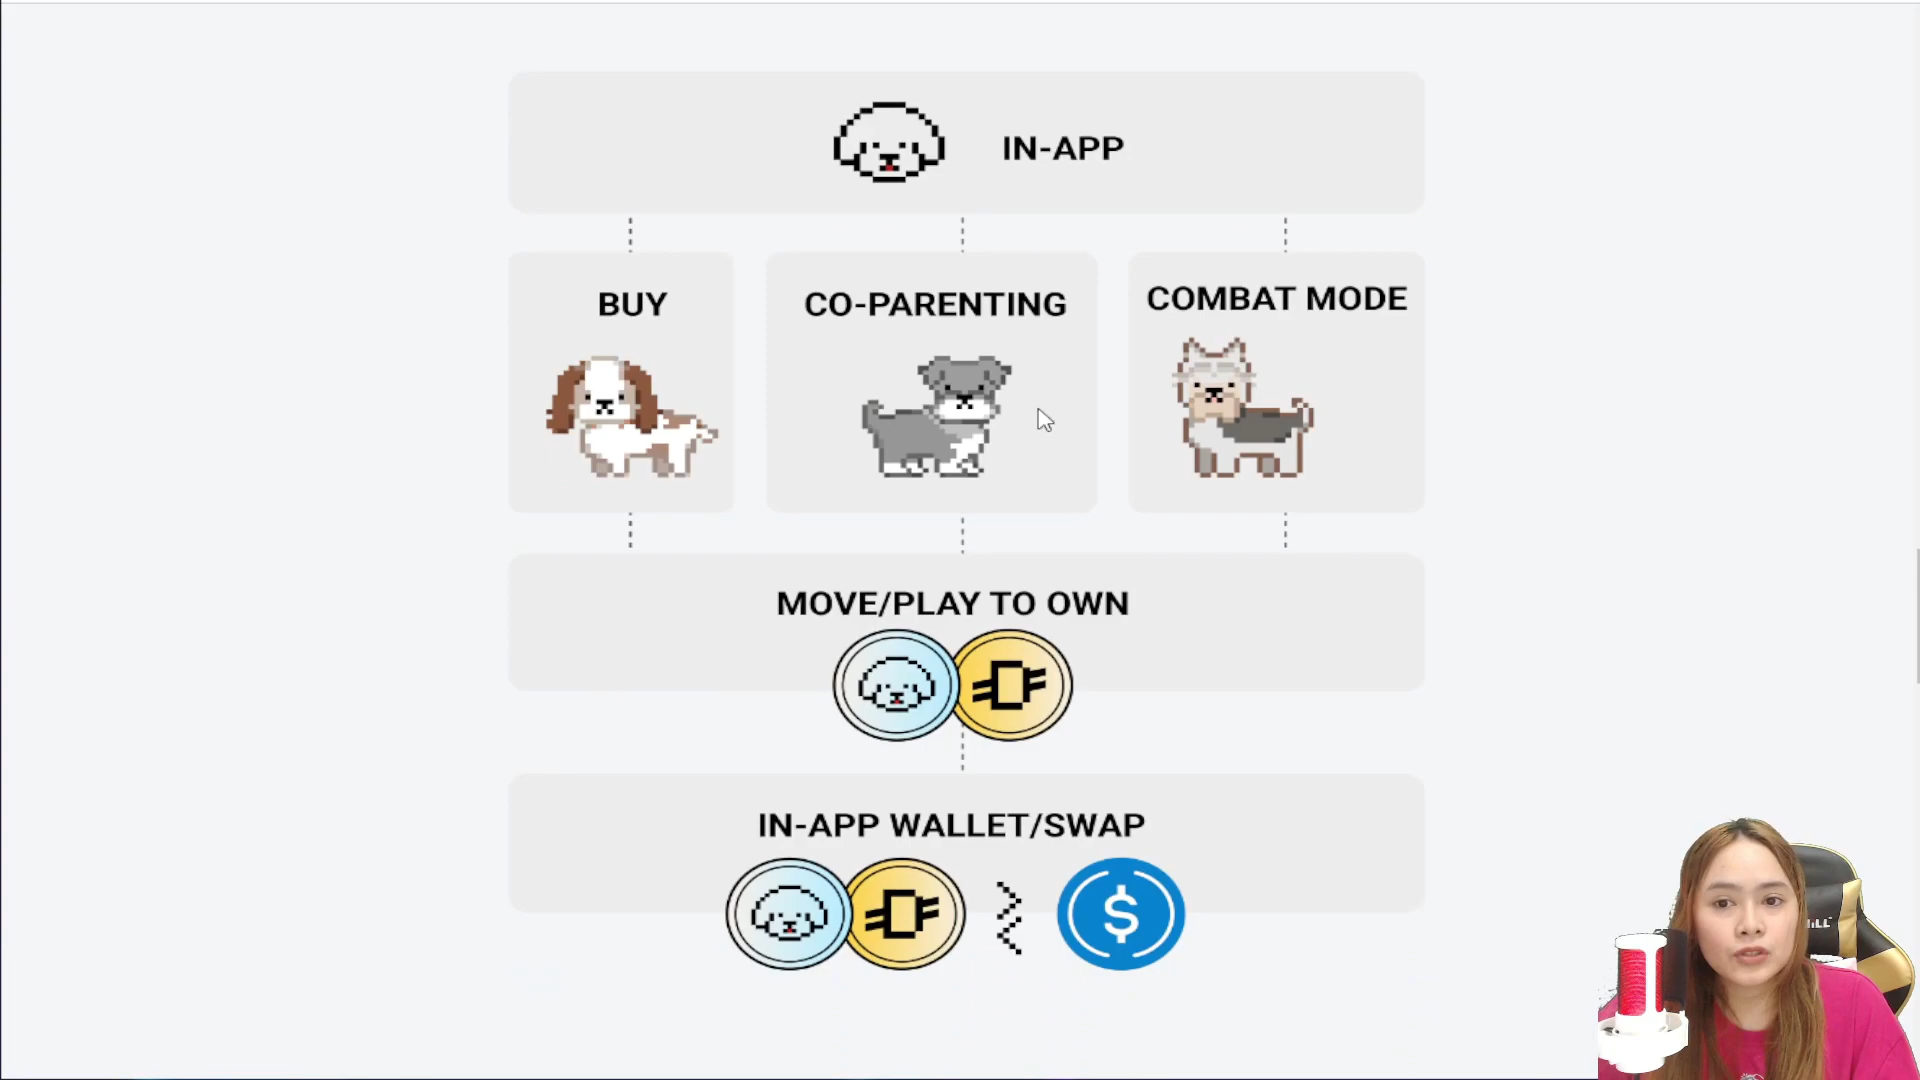 IN-APP
BUY
CO-PARENTING
COMBAT MODE
MOVE/PLAY TO OWN
IN-APP WALLET/SWAP
$